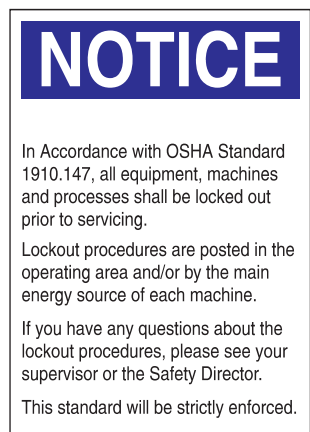 NOTICE
In Accordance with OSHA Standard
1910.147, all equipment, machines
and processes shall be locked out
prior to servicing.
Lockout procedures are posted in the
operating area and/or by the main
energy source of each machine.
If you have any questions about the
lockout procedures, please see your
supervisor or the Safety Director.
This standard will be strictly enforced.